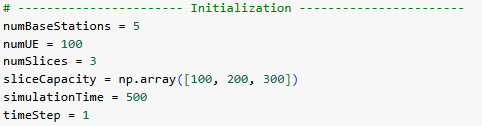 # ---------------------- Initialization ----------------------
numBaseStations = 5
numUE = 100
numSlices = 3
sliceCapacity = np.array([100, 200, 300])
simulationTime = 500
timeStep = 1